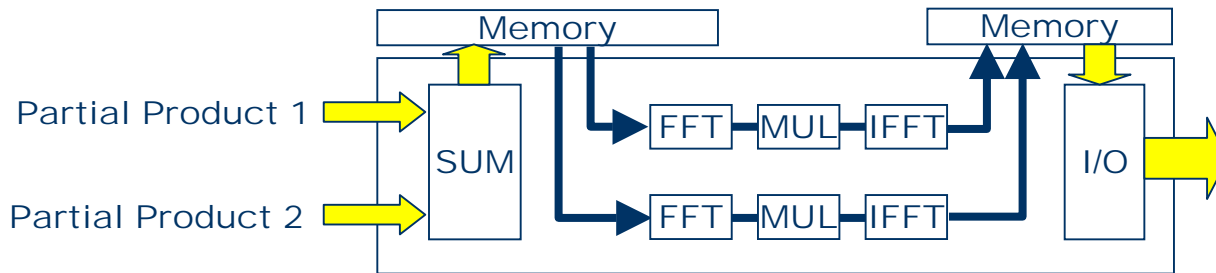 Memory
Memory
Partial Product 1
FFT
MUL
IFFT
SUM
I/O
Partial Product 2
FFT
MUL
IFFT